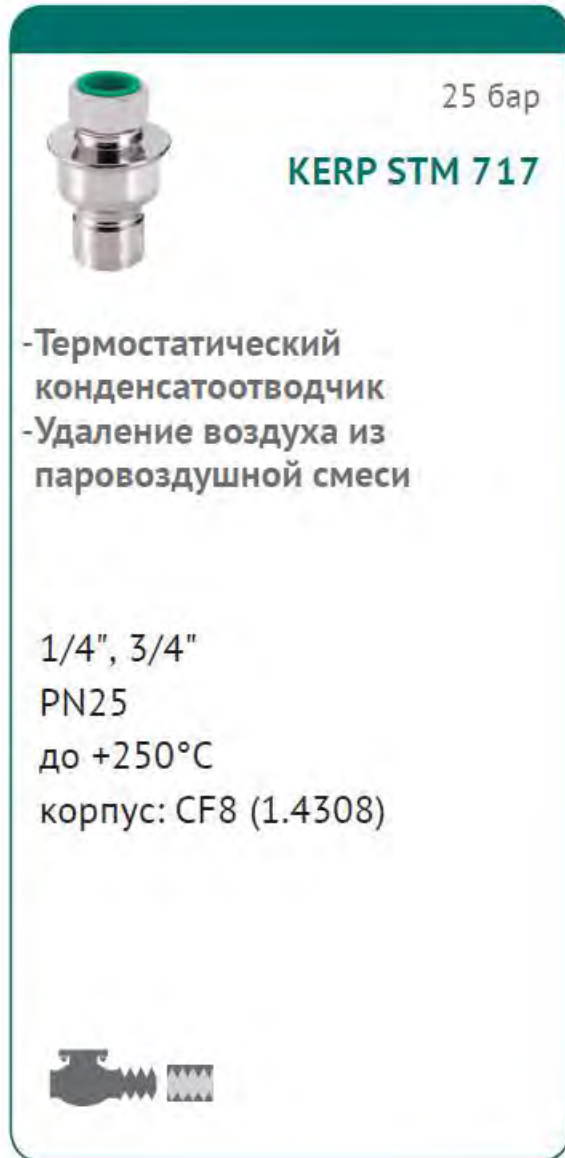 25 бар
KERP STM 717
-Термостатический
конденсатоотводчик
-Удаление воздуха из
паровоздушной смеси
1/4", 3/4"
PN25
до +250°C
корпус: CF8 (1.4308)